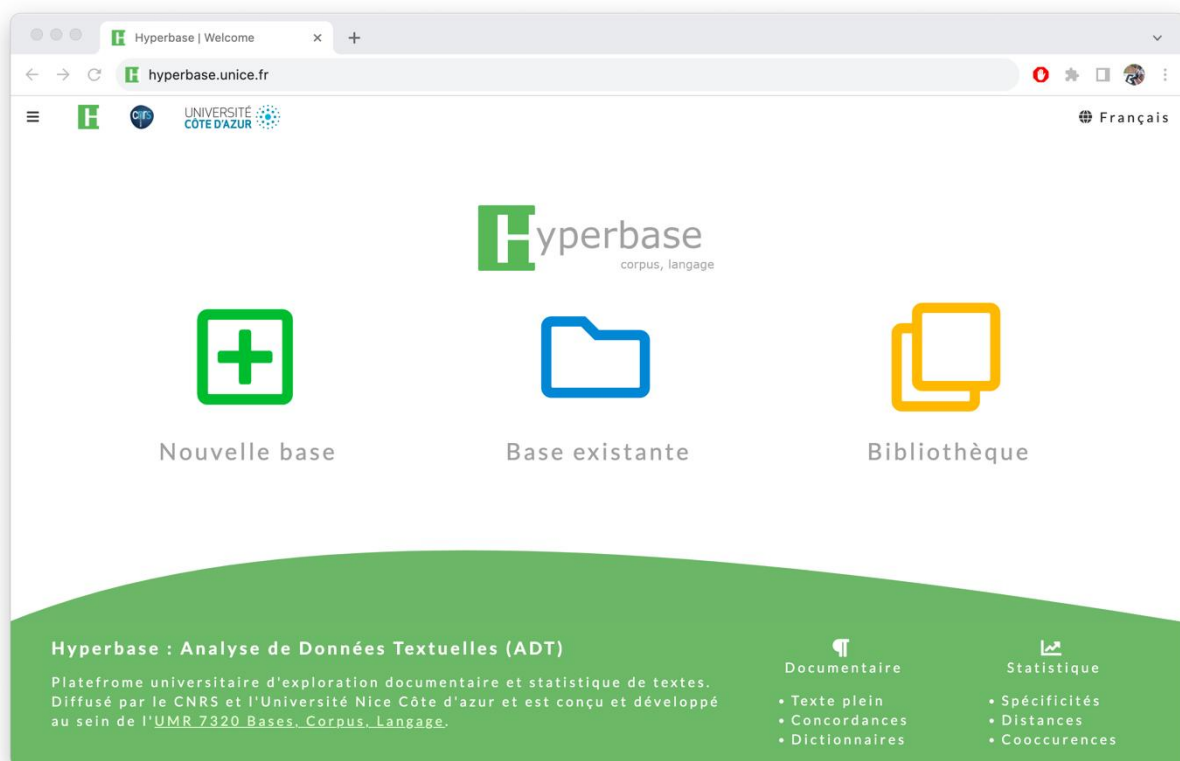 Hyperbase | Welcome
hyperbase.unice.fr
H cnrs UNIVERSITÉ
CÔTE D'AZUR
Français
Hyperbase
corpus, langage
Nouvelle base
Base existante
Bibliothèque
Hyperbase : Analyse de Données Textuelles (ADT)
Platefrome universitaire d'exploration documentaire et statistique de textes.
Diffusé par le CNRS et l'Université Nice Côte d'azur et est conçu et développé
au sein de l'UMR 7320 Bases, Corpus, Langage.
Documentaire
• Texte plein
• Concordances
• Dictionnaires
Statistique
• Spécificités
• Distances
• Cooccurences